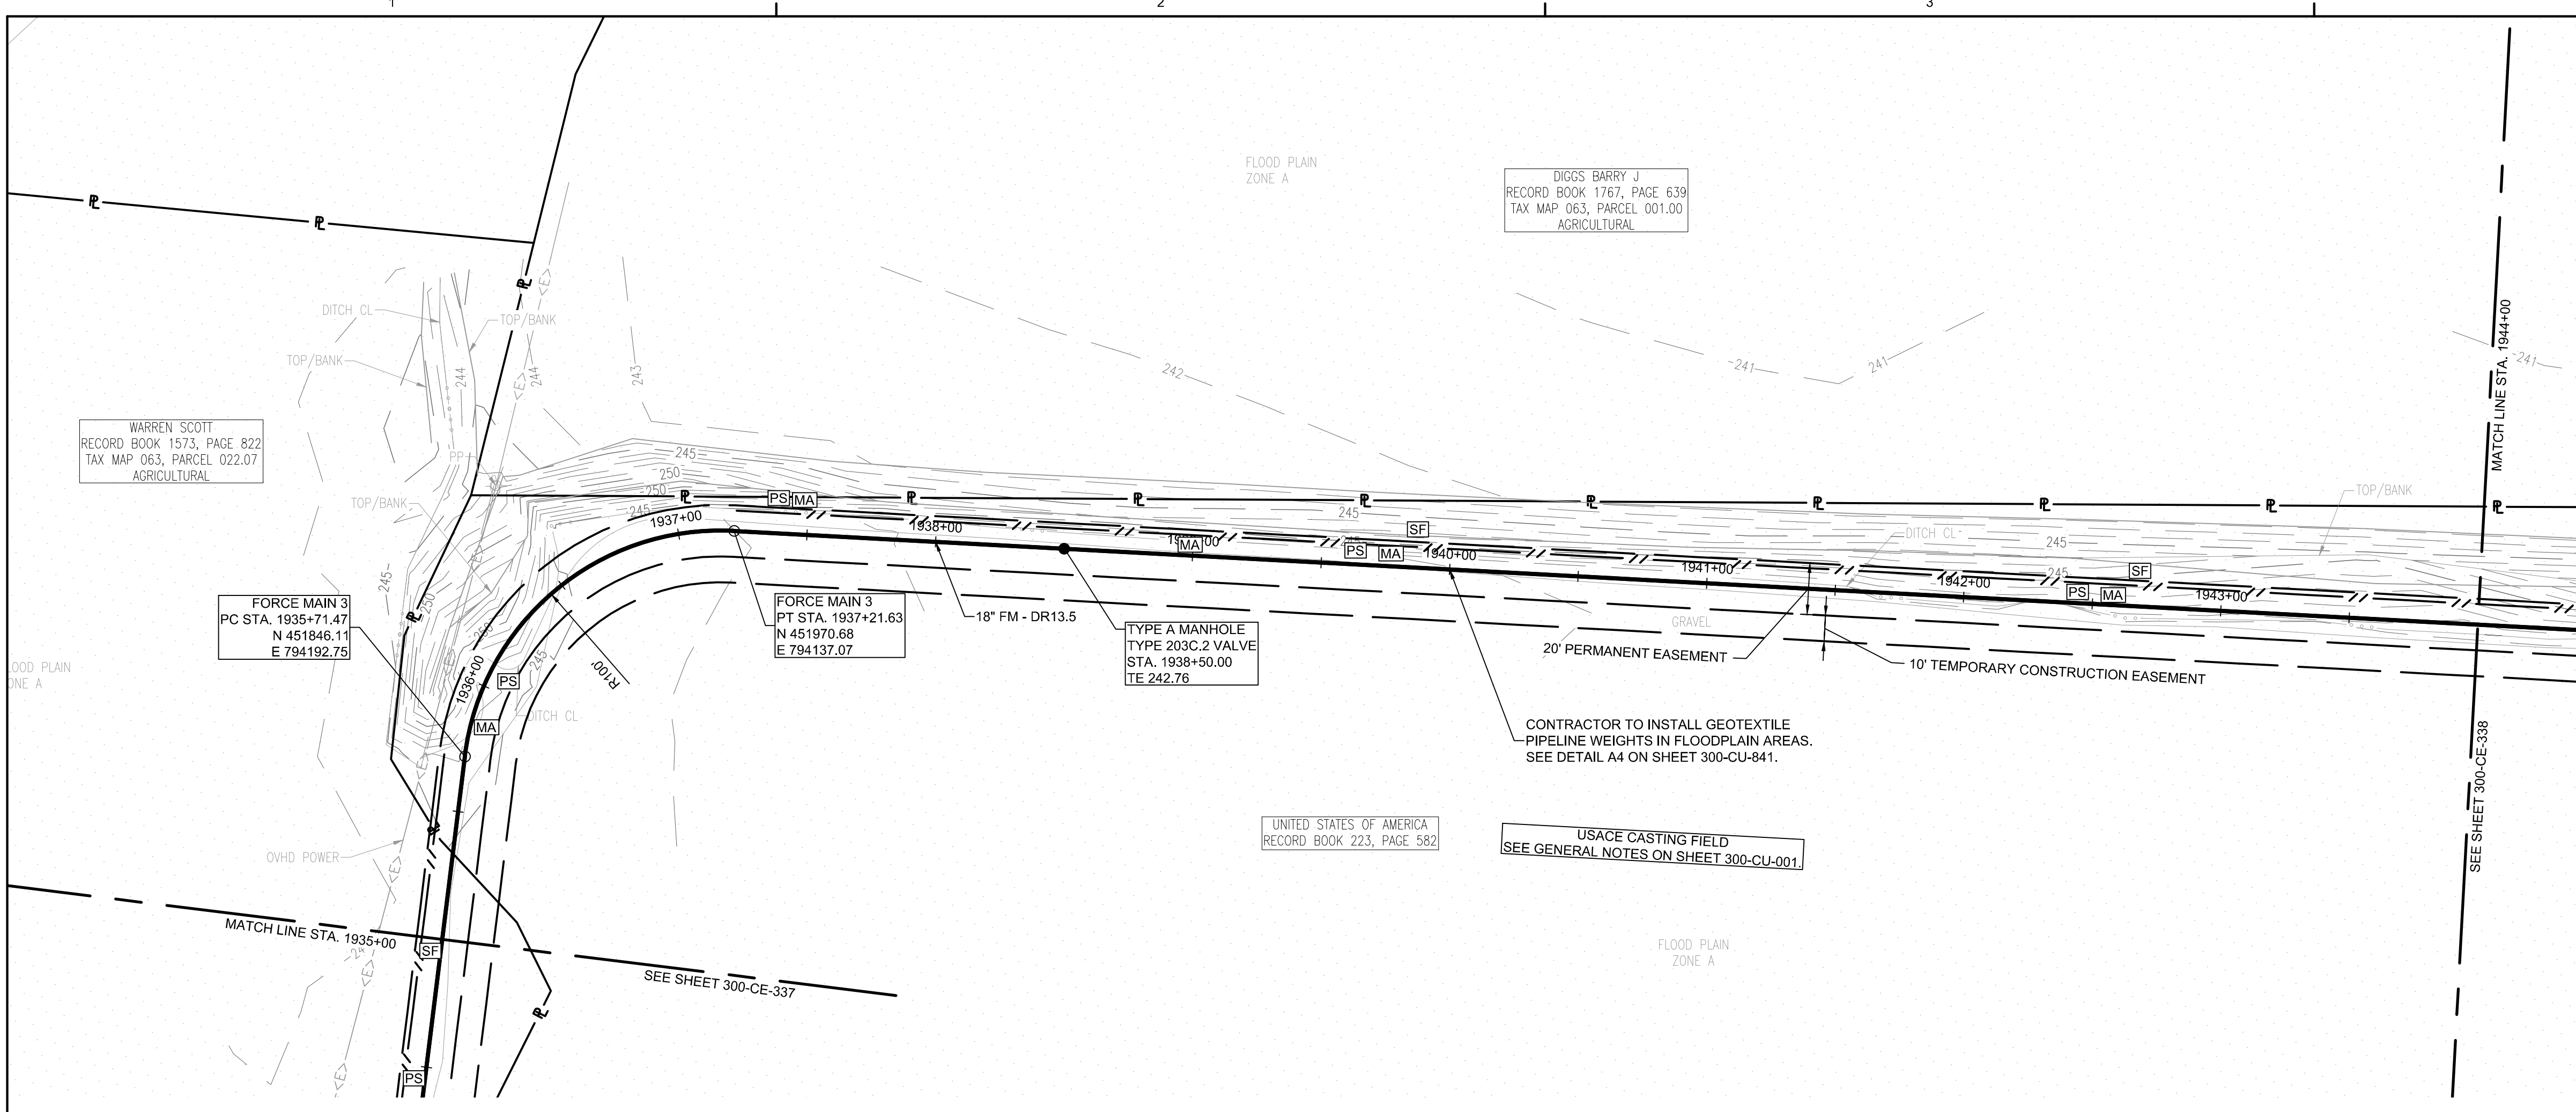 1
2
3
FLOOD PLAIN
ZONE A
DIGGS BARRY J
RECORD BOOK 1767, PAGE 639
TAX MAP 063, PARCEL 001.00
AGRICULTURAL
DITCH CL
TOP/BANK
TOP/BANK
244
244
243
242
241
241
241
MATCH LINE STA. 1944+00
WARREN SCOTT
RECORD BOOK 1573, PAGE 822
TAX MAP 063, PARCEL 022.07
AGRICULTURAL
PP
TOP/BANK
245
250
250
245
PS
MA
1937+00
1938+00
245
SF
MA
PS
MA
1940+00
1941+00
DITCH CL
245
TOP/BANK
245
1942+00
SF
PS
MA
1943+00
245
250
250
245
FORCE MAIN 3
PC STA. 1935+71.47
N 451846.11
E 794192.75
FORCE MAIN 3
PT STA. 1937+21.63
N 451970.68
E 794137.07
18" FM - DR13.5
TYPE A MANHOLE
TYPE 203C.2 VALVE
STA. 1938+50.00
TE 242.76
GRAVEL
20' PERMANENT EASEMENT
10' TEMPORARY CONSTRUCTION EASEMENT
1936+00
PS
R100'
MA
DITCH CL
LOOD PLAIN
ONE A
CONTRACTOR TO INSTALL GEOTEXTILE
PIPELINE WEIGHTS IN FLOODPLAIN AREAS.
SEE DETAIL A4 ON SHEET 300-CU-841.
SEE SHEET 300-CE-338
UNITED STATES OF AMERICA
RECORD BOOK 223, PAGE 582
USACE CASTING FIELD
SEE GENERAL NOTES ON SHEET 300-CU-001.
OVHD POWER
MATCH LINE STA. 1935+00
SF
SEE SHEET 300-CE-337
FLOOD PLAIN
ZONE A
PS